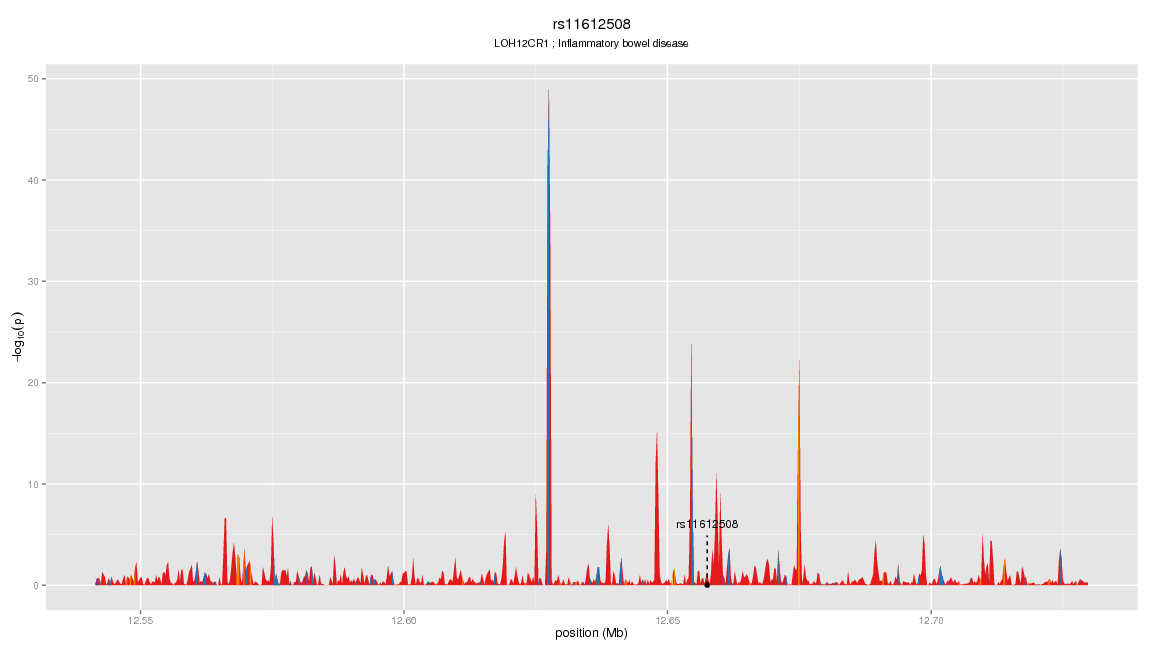 rs11612508
LOH12CR1 ; Inflammatory bowel disease
−log10(p)
50
40
30
20
10
0
rs11612508
12.55
12.60
12.65
12.70
position (Mb)